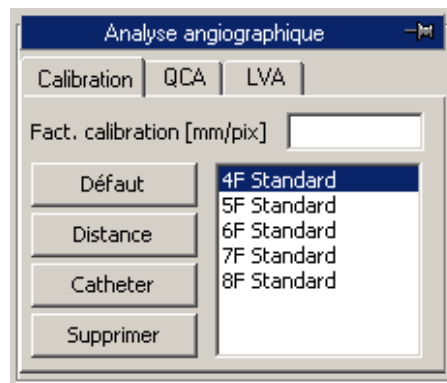 Analyse angiographique
Calibration QCA LVA
Fact. calibration [mm/pix]
Défaut
Distance
Catheter
Supprimer
4F Standard
5F Standard
6F Standard
7F Standard
8F Standard